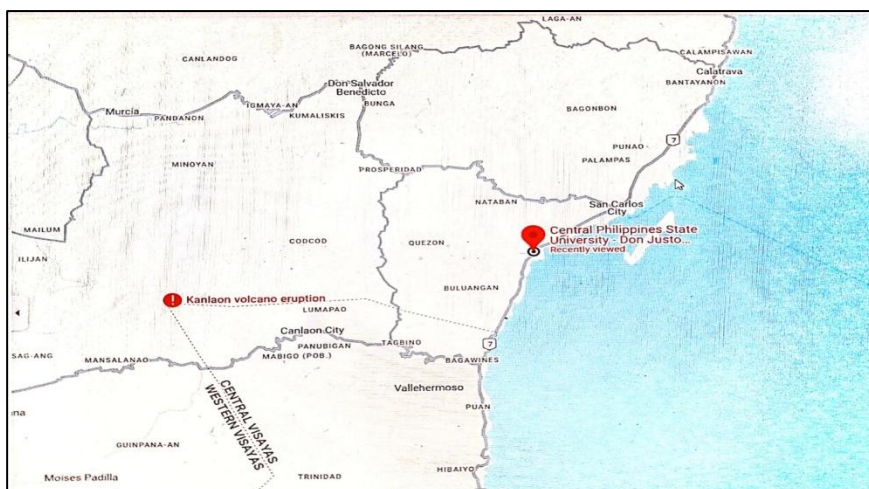 LAGA-AN
CANLANDOG
BAGONG SILANG
(MARCELO)
CALAMPISAWAN
Calatrava
BANTAYANON
Don Salvador
Benedicto
BUNGA
IGMAYA-AN
KUMALISKIS
Murcia
PANDANON
BAGONBON
7
PUNAO
PALAMPAS
MINOYAN
PROSPERIDAD
NATABAN
San Carlos
City
Central Philippines State
University - Don Justo...
Recently viewed
MAILUM
ILIJAN
CODCOD
QUEZON
BULUANGAN
Kanlaon volcano eruption
LUMAPAO
Canlaon City
PANUBIGAN
MABIGO (POB.)
TAGBINO
7
BAGAWINES
SAG-ANG
MANSALANAO
CENTRAL VISAYAS
WESTERN VISAYAS
Vallehermoso
PUAN
ana
GUINPANA-AN
Moises Padilla
TRINIDAD
HIBAIYO